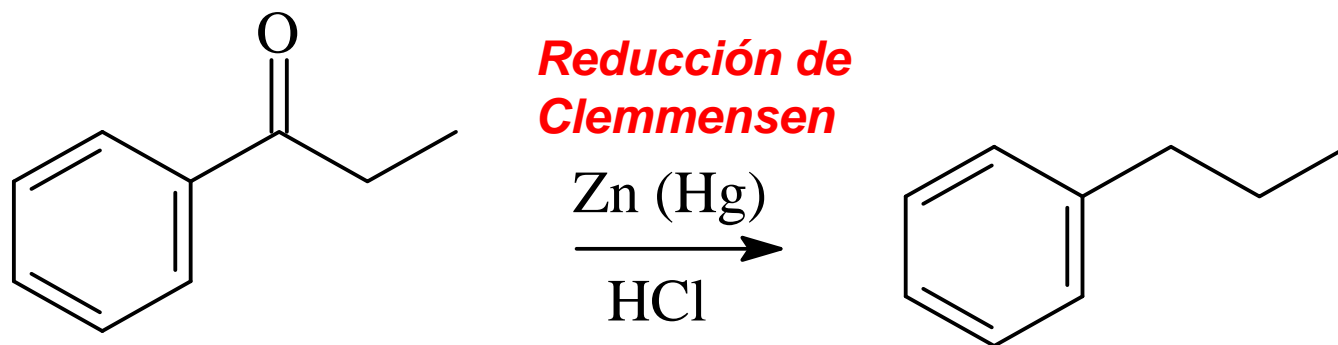 O
Reducción de
Clemmensen
Zn (Hg)
HCl